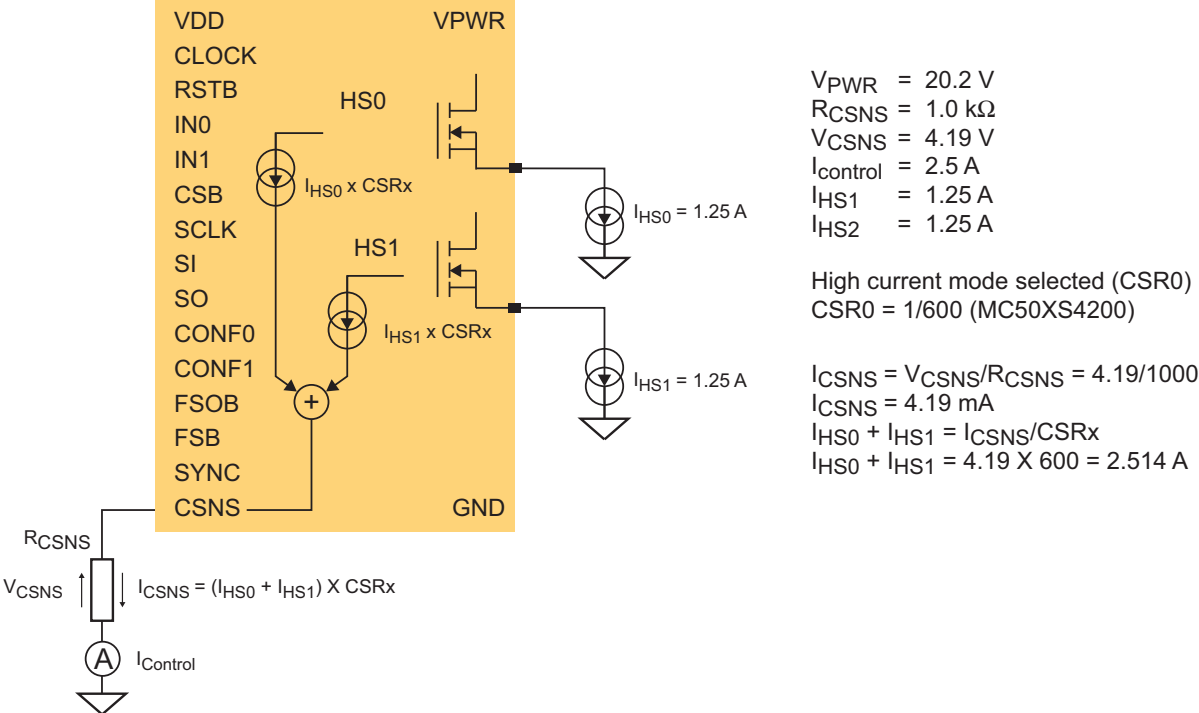 VDD
VPWR
CLOCK
RSTB
HS0
IN0
IN1
IHS0 x CSRx
CSB
IHS0 = 1.25 A
SCLK
HS1
SI
SO
CONF0
IHS1 x CSRx
CONF1
IHS1 = 1.25 A
FSOB
+
FSB
SYNC
CSNS
GND
RCSNS
VCSNS
ICSNS = (IHS0 + IHS1) X CSRx
A
IControl
VPWR = 20.2 V
RCSNS = 1.0 kΩ
VCSNS = 4.19 V
Icontrol = 2.5 A
IHS1 = 1.25 A
IHS2 = 1.25 A
High current mode selected (CSR0)
CSR0 = 1/600 (MC50XS4200)
ICSNS = VCSNS/RCSNS = 4.19/1000
ICSNS = 4.19 mA
IHS0 + IHS1 = ICSNS/CSRx
IHS0 + IHS1 = 4.19 X 600 = 2.514 A